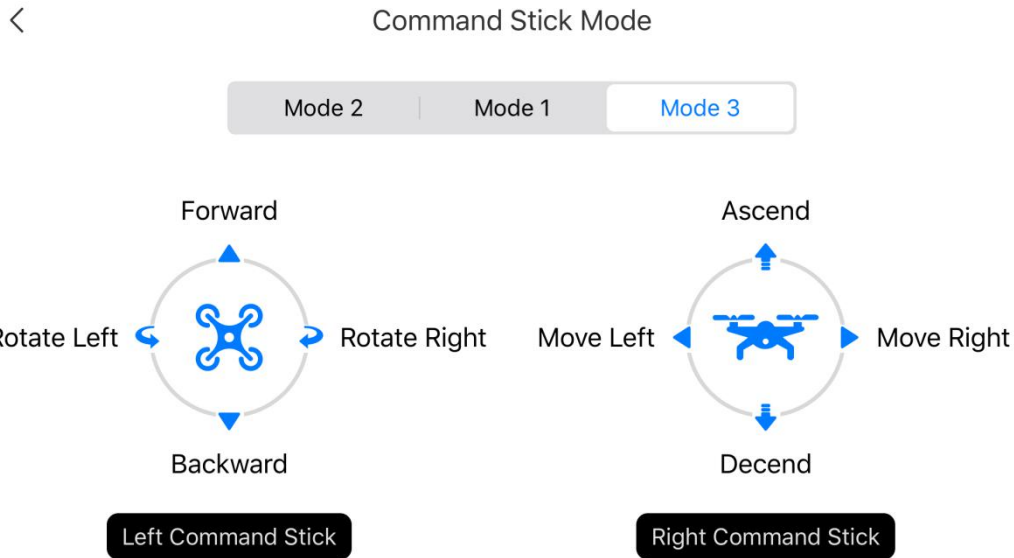 Command Stick Mode
Mode 2 Mode 1 Mode 3
Forward Ascend
Rotate Left Rotate Right Move Left Move Right
Backward Decend
Left Command Stick Right Command Stick